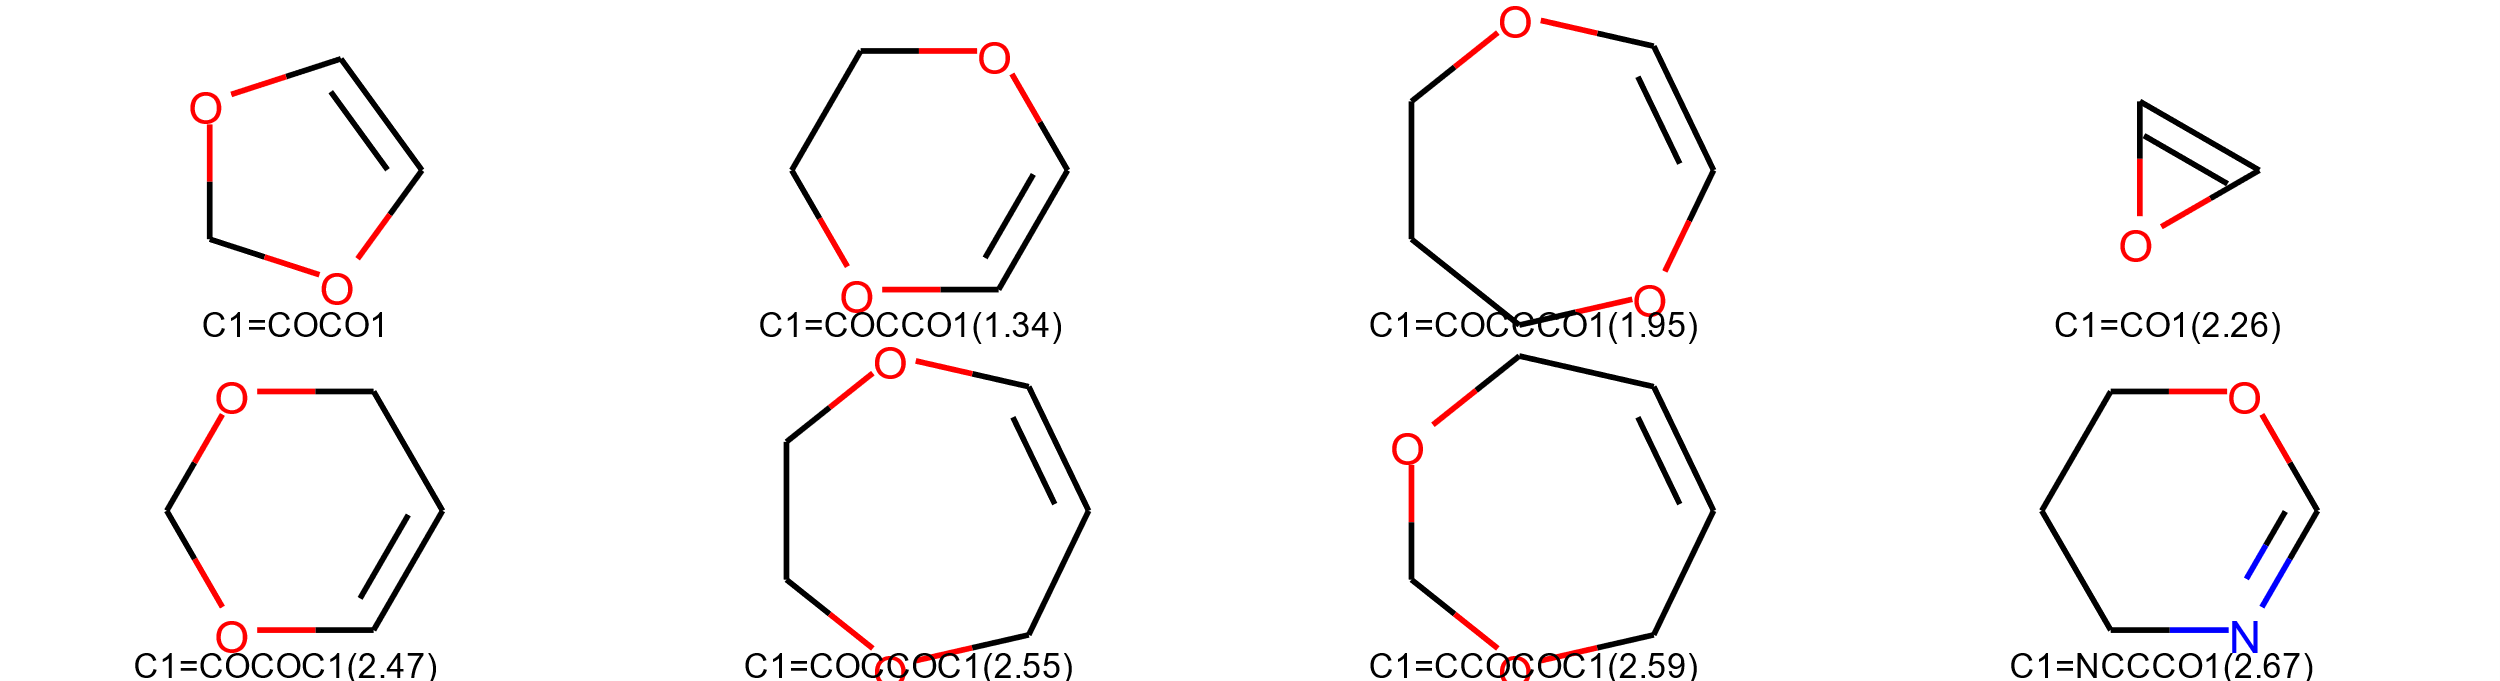 O
O
C1=COCO1
O
O
C1=COCCO1(1.34)
O
O
C1=COCCCO1(1.95)
O
C1=CO1(2.26)
O
O
C1=COCOC1(2.47)
O
O
C1=COCCOC1(2.55)
O
O
C1=CCOCOC1(2.59)
O
N
C1=NCCCO1(2.67)